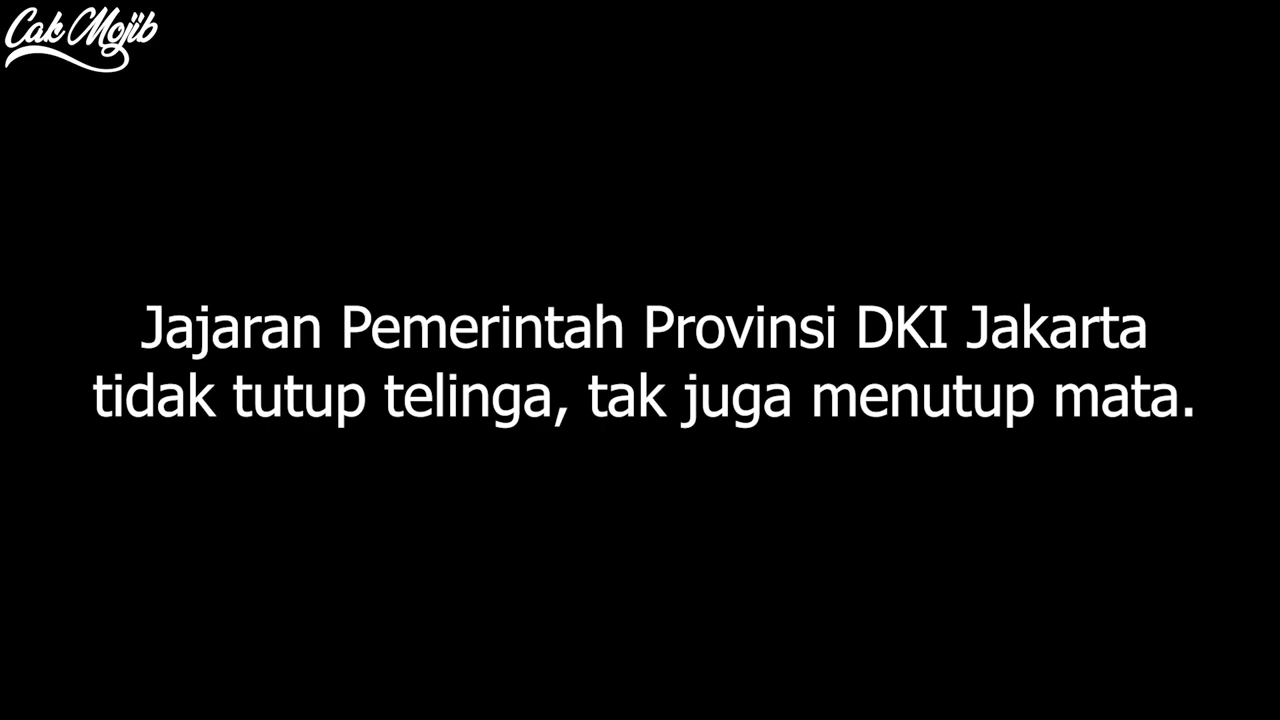 Cak Mojib
Jajaran Pemerintah Provinsi DKI Jakarta
tidak tutup telinga, tak juga menutup mata.